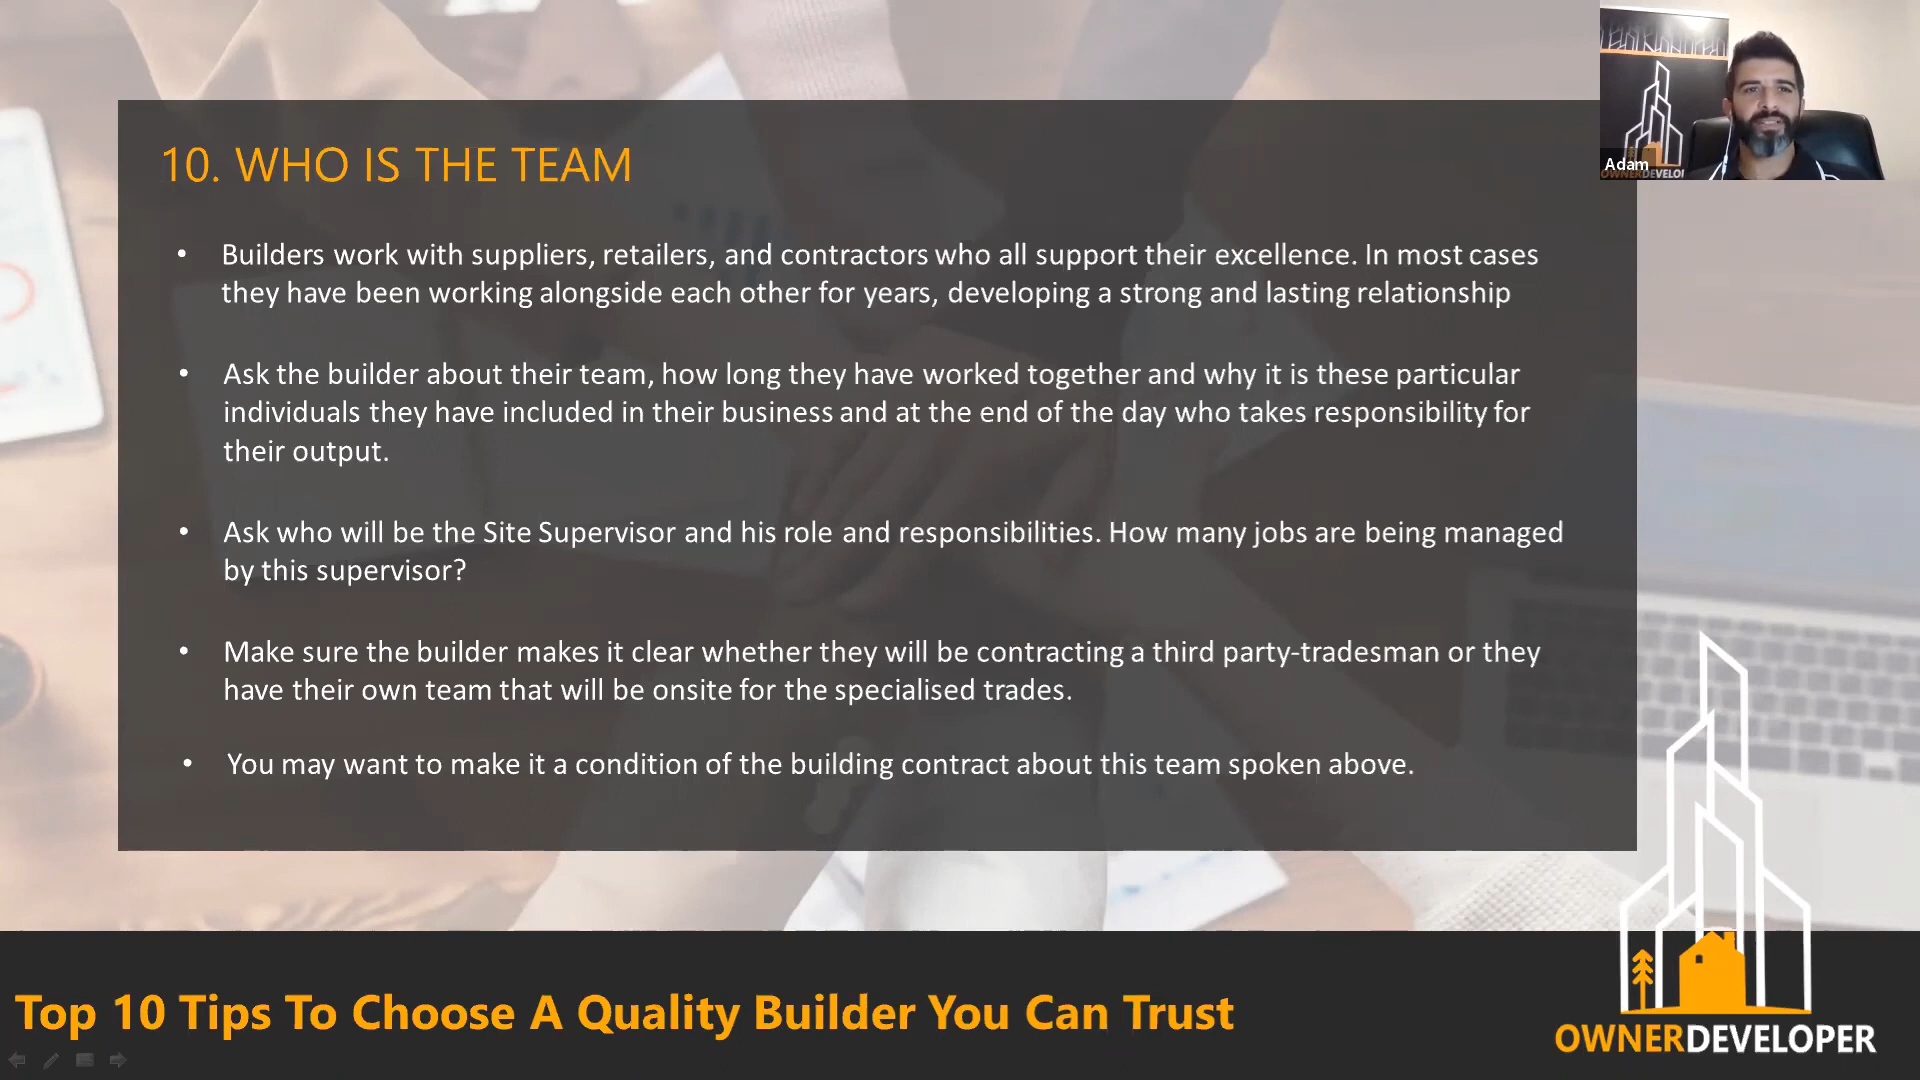 10. WHO IS THE TEAM
• Builders work with suppliers, retailers, and contractors who all support their excellence. In most cases
they have been working alongside each other for years, developing a strong and lasting relationship
• Ask the builder about their team, how long they have worked together and why it is these particular
individuals they have included in their business and at the end of the day who takes responsibility for
their output.
• Ask who will be the Site Supervisor and his role and responsibilities. How many jobs are being managed
by this supervisor?
• Make sure the builder makes it clear whether they will be contracting a third party-tradesman or they
have their own team that will be onsite for the specialised trades.
• You may want to make it a condition of the building contract about this team spoken above.
Adam
OWNERDEVELO
Top 10 Tips To Choose A Quality Builder You Can Trust
OWNERDEVELOPER